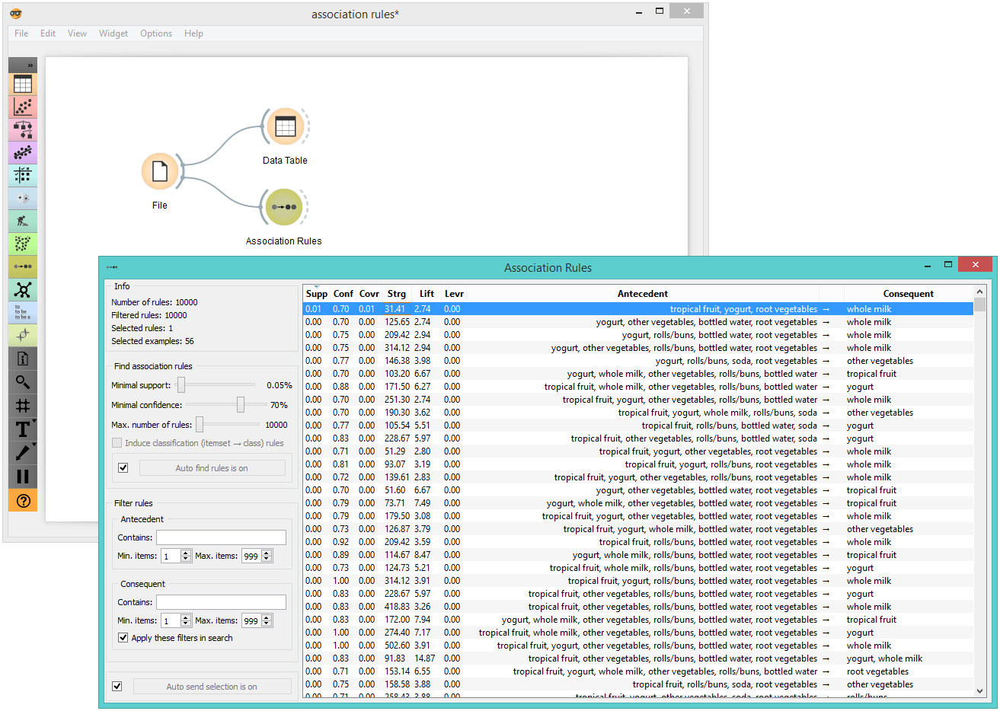 association rules*
File Edit View Widget Options Help
»
Data Table
File
Association Rules
to
to be
to be a
Association Rules
Info
Number of rules: 10000
Filtered rules: 10000
Selected rules: 1
Selected examples: 56
Find association rules
Minimal support: 0.05%
Minimal confidence: 70%
Max. number of rules: 10000
Induce classification (itemset → class) rules
Auto find rules is on
Filter rules
Antecedent
Contains:
Min. items: 1 Max. items: 999
Consequent
Contains:
Min. items: 1 Max. items: 999
Apply these filters in search
Auto send selection is on
Supp Conf Covr Strg Lift Levr Antecedent Consequent
0.01 0.70 0.01 31.41 2.74 0.00 tropical fruit, yogurt, root vegetables → whole milk
0.00 0.70 0.00 125.65 2.74 0.00 yogurt, other vegetables, bottled water, root vegetables → whole milk
0.00 0.75 0.00 209.42 2.94 0.00 yogurt, rolls/buns, bottled water, root vegetables → whole milk
0.00 0.75 0.00 314.12 2.94 0.00 yogurt, other vegetables, rolls/buns, bottled water, root vegetables → whole milk
0.00 0.77 0.00 146.38 3.98 0.00 yogurt, rolls/buns, soda, root vegetables → other vegetables
0.00 0.70 0.00 103.20 6.67 0.00 yogurt, whole milk, other vegetables, rolls/buns, bottled water → tropical fruit
0.00 0.88 0.00 171.50 6.27 0.00 tropical fruit, whole milk, other vegetables, rolls/buns, bottled water → yogurt
0.00 0.70 0.00 251.30 2.74 0.00 tropical fruit, yogurt, other vegetables, rolls/buns, bottled water → whole milk
0.00 0.70 0.00 190.30 3.62 0.00 tropical fruit, yogurt, whole milk, rolls/buns, soda → other vegetables
0.00 0.77 0.00 105.54 5.51 0.00 tropical fruit, rolls/buns, bottled water, soda → yogurt
0.00 0.83 0.00 228.67 5.97 0.00 tropical fruit, other vegetables, rolls/buns, bottled water, soda → yogurt
0.00 0.71 0.00 51.29 2.80 0.00 tropical fruit, yogurt, other vegetables, root vegetables → whole milk
0.00 0.81 0.00 93.07 3.19 0.00 tropical fruit, yogurt, rolls/buns, root vegetables → whole milk
0.00 0.72 0.00 139.61 2.83 0.00 tropical fruit, yogurt, other vegetables, rolls/buns, root vegetables → whole milk
0.00 0.70 0.00 51.60 6.67 0.00 yogurt, other vegetables, bottled water, root vegetables → tropical fruit
0.00 0.79 0.00 73.71 7.49 0.00 yogurt, whole milk, other vegetables, bottled water, root vegetables → tropical fruit
0.00 0.79 0.00 179.50 3.08 0.00 tropical fruit, yogurt, other vegetables, bottled water, root vegetables → whole milk
0.00 0.73 0.00 126.87 3.79 0.00 tropical fruit, yogurt, whole milk, bottled water, root vegetables → other vegetables
0.00 0.92 0.00 209.42 3.59 0.00 tropical fruit, rolls/buns, bottled water, root vegetables → whole milk
0.00 0.89 0.00 114.67 8.47 0.00 yogurt, whole milk, rolls/buns, bottled water, root vegetables → tropical fruit
0.00 0.73 0.00 124.73 5.21 0.00 tropical fruit, whole milk, rolls/buns, bottled water, root vegetables → yogurt
0.00 1.00 0.00 314.12 3.91 0.00 tropical fruit, yogurt, rolls/buns, bottled water, root vegetables → whole milk
0.00 0.83 0.00 228.67 5.97 0.00 tropical fruit, other vegetables, rolls/buns, bottled water, root vegetables → yogurt
0.00 0.83 0.00 418.83 3.26 0.00 tropical fruit, other vegetables, rolls/buns, bottled water, root vegetables → whole milk
0.00 0.83 0.00 172.00 7.94 0.00 yogurt, whole milk, other vegetables, rolls/buns, bottled water, root vegetables → tropical fruit
0.00 1.00 0.00 274.40 7.17 0.00 tropical fruit, whole milk, other vegetables, rolls/buns, bottled water, root vegetables → yogurt
0.00 1.00 0.00 502.60 3.91 0.00 tropical fruit, yogurt, other vegetables, rolls/buns, bottled water, root vegetables → whole milk
0.00 0.83 0.00 91.83 14.87 0.00 tropical fruit, other vegetables, rolls/buns, bottled water, root vegetables → yogurt, whole milk
0.00 0.71 0.00 153.14 6.55 0.00 tropical fruit, yogurt, whole milk, other vegetables, rolls/buns, bottled water → root vegetables
0.00 0.75 0.00 158.58 3.88 0.00 tropical fruit, rolls/buns, soda, root vegetables → other vegetables
0.00 0.71 0.00 258.43 3.88 0.00 tropical fruit, yogurt, other vegetables, soda, root vegetables → rolls/buns